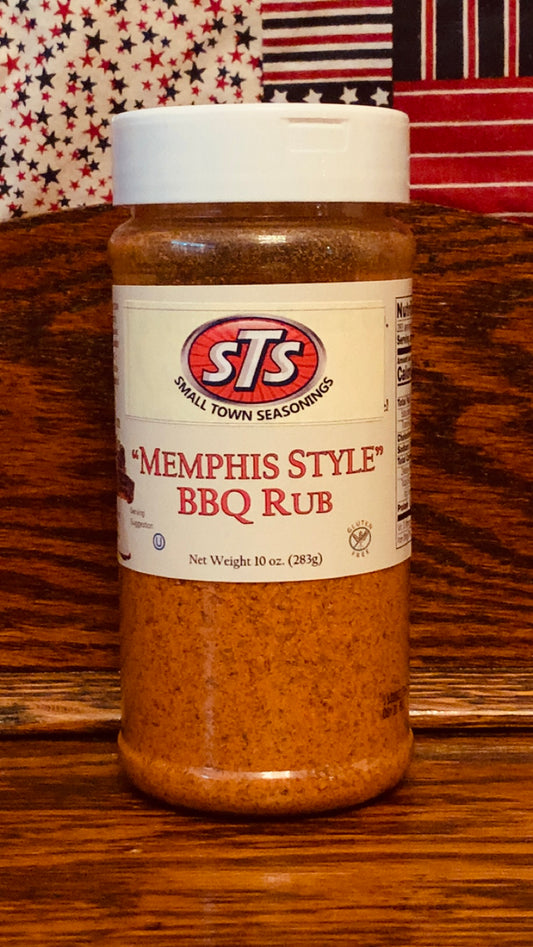 STS
SMALL TOWN SEASONINGS
"MEMPHIS STYLE"
BBQ RUB
Serving
Suggestion
U
GLUTEN
FREE
Net Weight 10 oz. (283g)